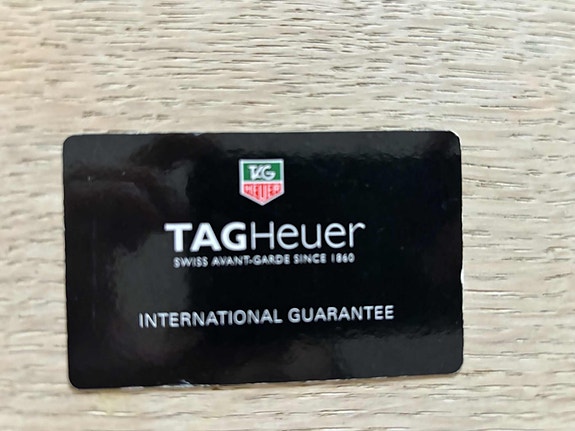 TAG
HEUER
TAGHeuer
SWISS AVANT-GARDE SINCE 1860
INTERNATIONAL GUARANTEE